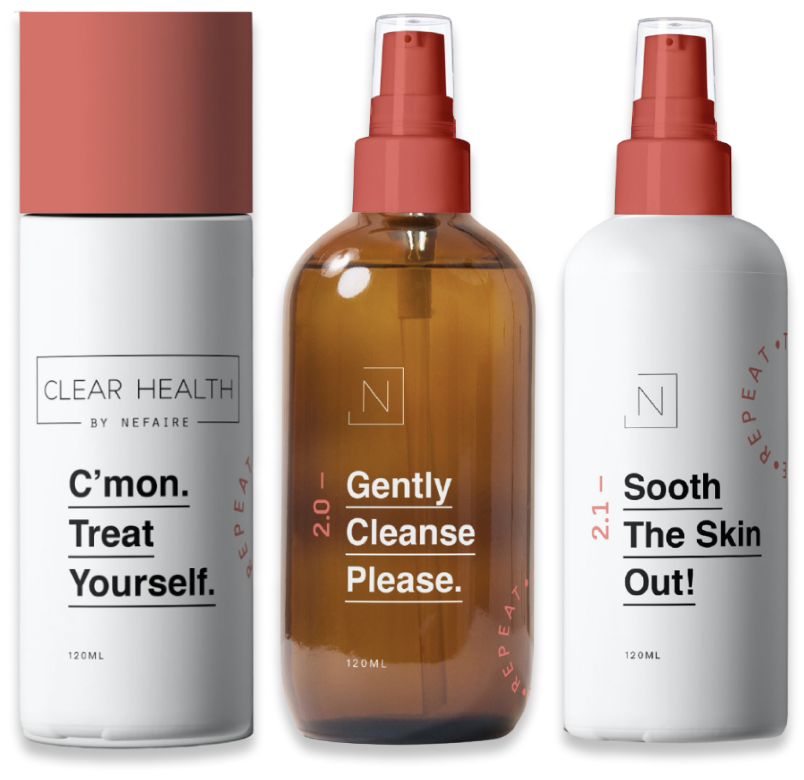 CLEAR HEALTH
BY NEFAIRE
C’mon.
Treat
Yourself.
REPEAT
120ML
N
2.0 —
Gently
Cleanse
Please.
120ML
•REPEAT•
N
2.1 —
Sooth
The Skin
Out!
120ML
•REPEAT•